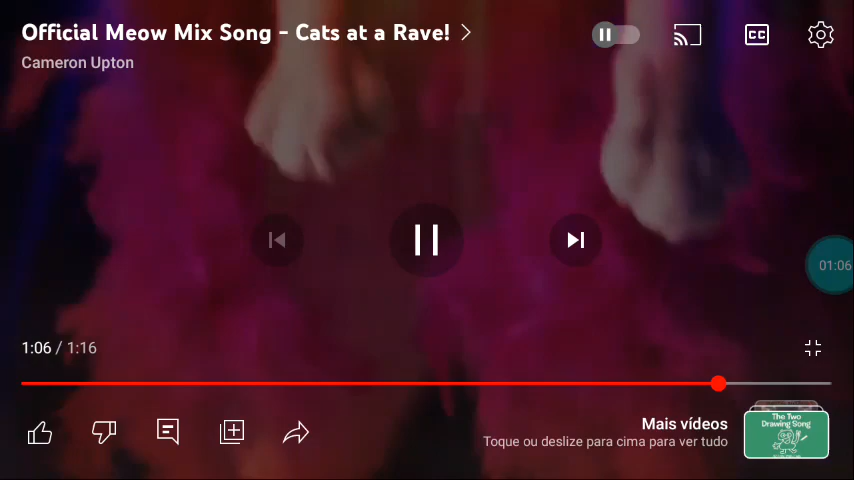 Official Meow Mix Song - Cats at a Rave!
Cameron Upton
CC
01:06
1:06 / 1:16
Mais vídeos
Toque ou deslize para cima para ver tudo
The Two
Drawing Song